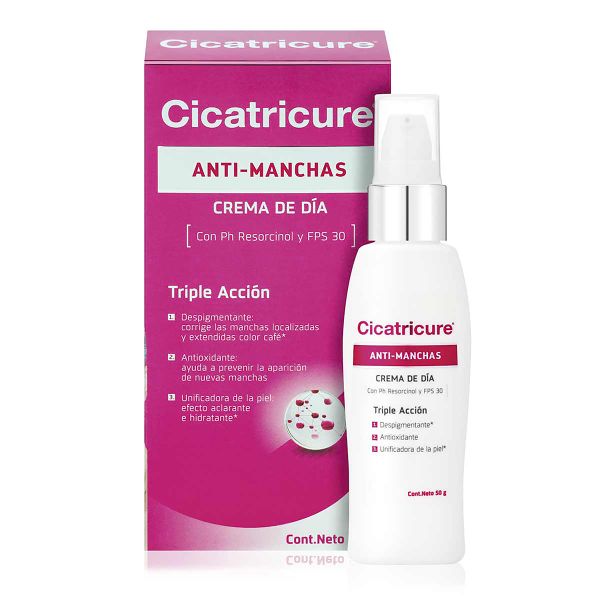 Cicatricure
Cicatricure®
ANTI-MANCHAS
CREMA DE DÍA
[Con Ph Resorcinol y FPS 30]
Triple Acción
1. Despigmentante:
corrige las manchas localizadas
y extendidas color café*
2. Antioxidante:
ayuda a prevenir la aparición
de nuevas manchas
3. Unificadora de la piel:
efecto aclarante
e hidratante*
Cont.Neto
Cicatricure®
ANTI-MANCHAS
CREMA DE DÍA
Con Ph Resorcinol y FPS 30
Triple Acción
1. Despigmentante*
2. Antioxidante
3. Unificadora de la piel*
Cont.Neto 50 g